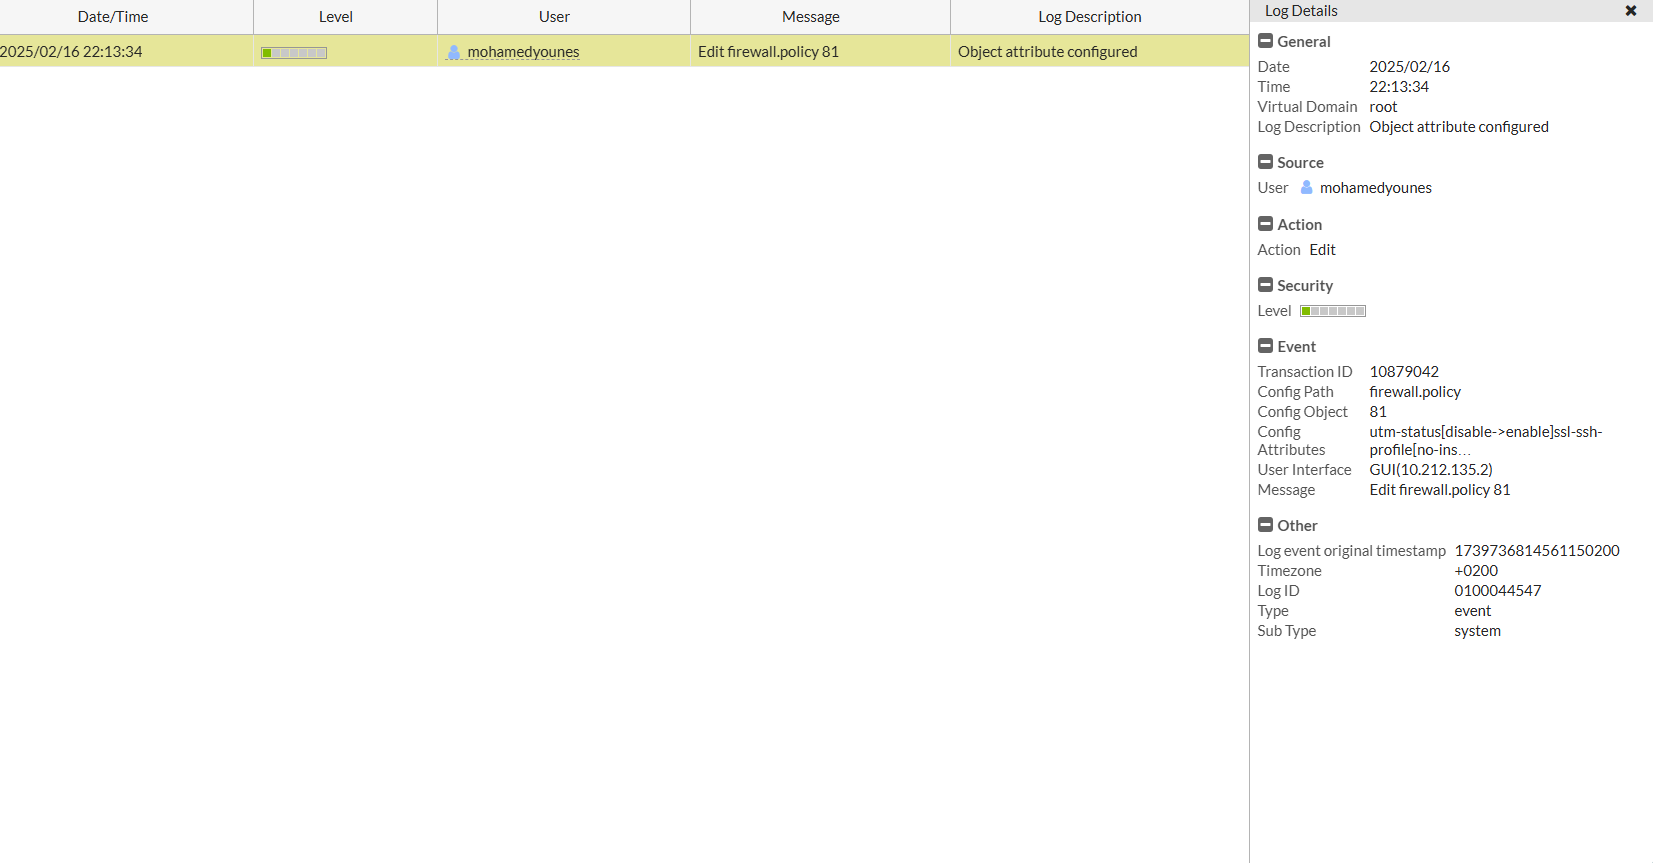 Date/Time Level User Message Log Description
2025/02/16 22:13:34 mohamedyounes Edit firewall.policy 81 Object attribute configured
Log Details
General
Date 2025/02/16
Time 22:13:34
Virtual Domain root
Log Description Object attribute configured
Source
User mohamedyounes
Action
Action Edit
Security
Level
Event
Transaction ID 10879042
Config Path firewall.policy
Config Object 81
Config utm-status[disable->enable]ssl-ssh-
Attributes profile[no-ins...
User Interface GUI(10.212.135.2)
Message Edit firewall.policy 81
Other
Log event original timestamp 1739736814561150200
Timezone +0200
Log ID 0100044547
Type event
Sub Type system